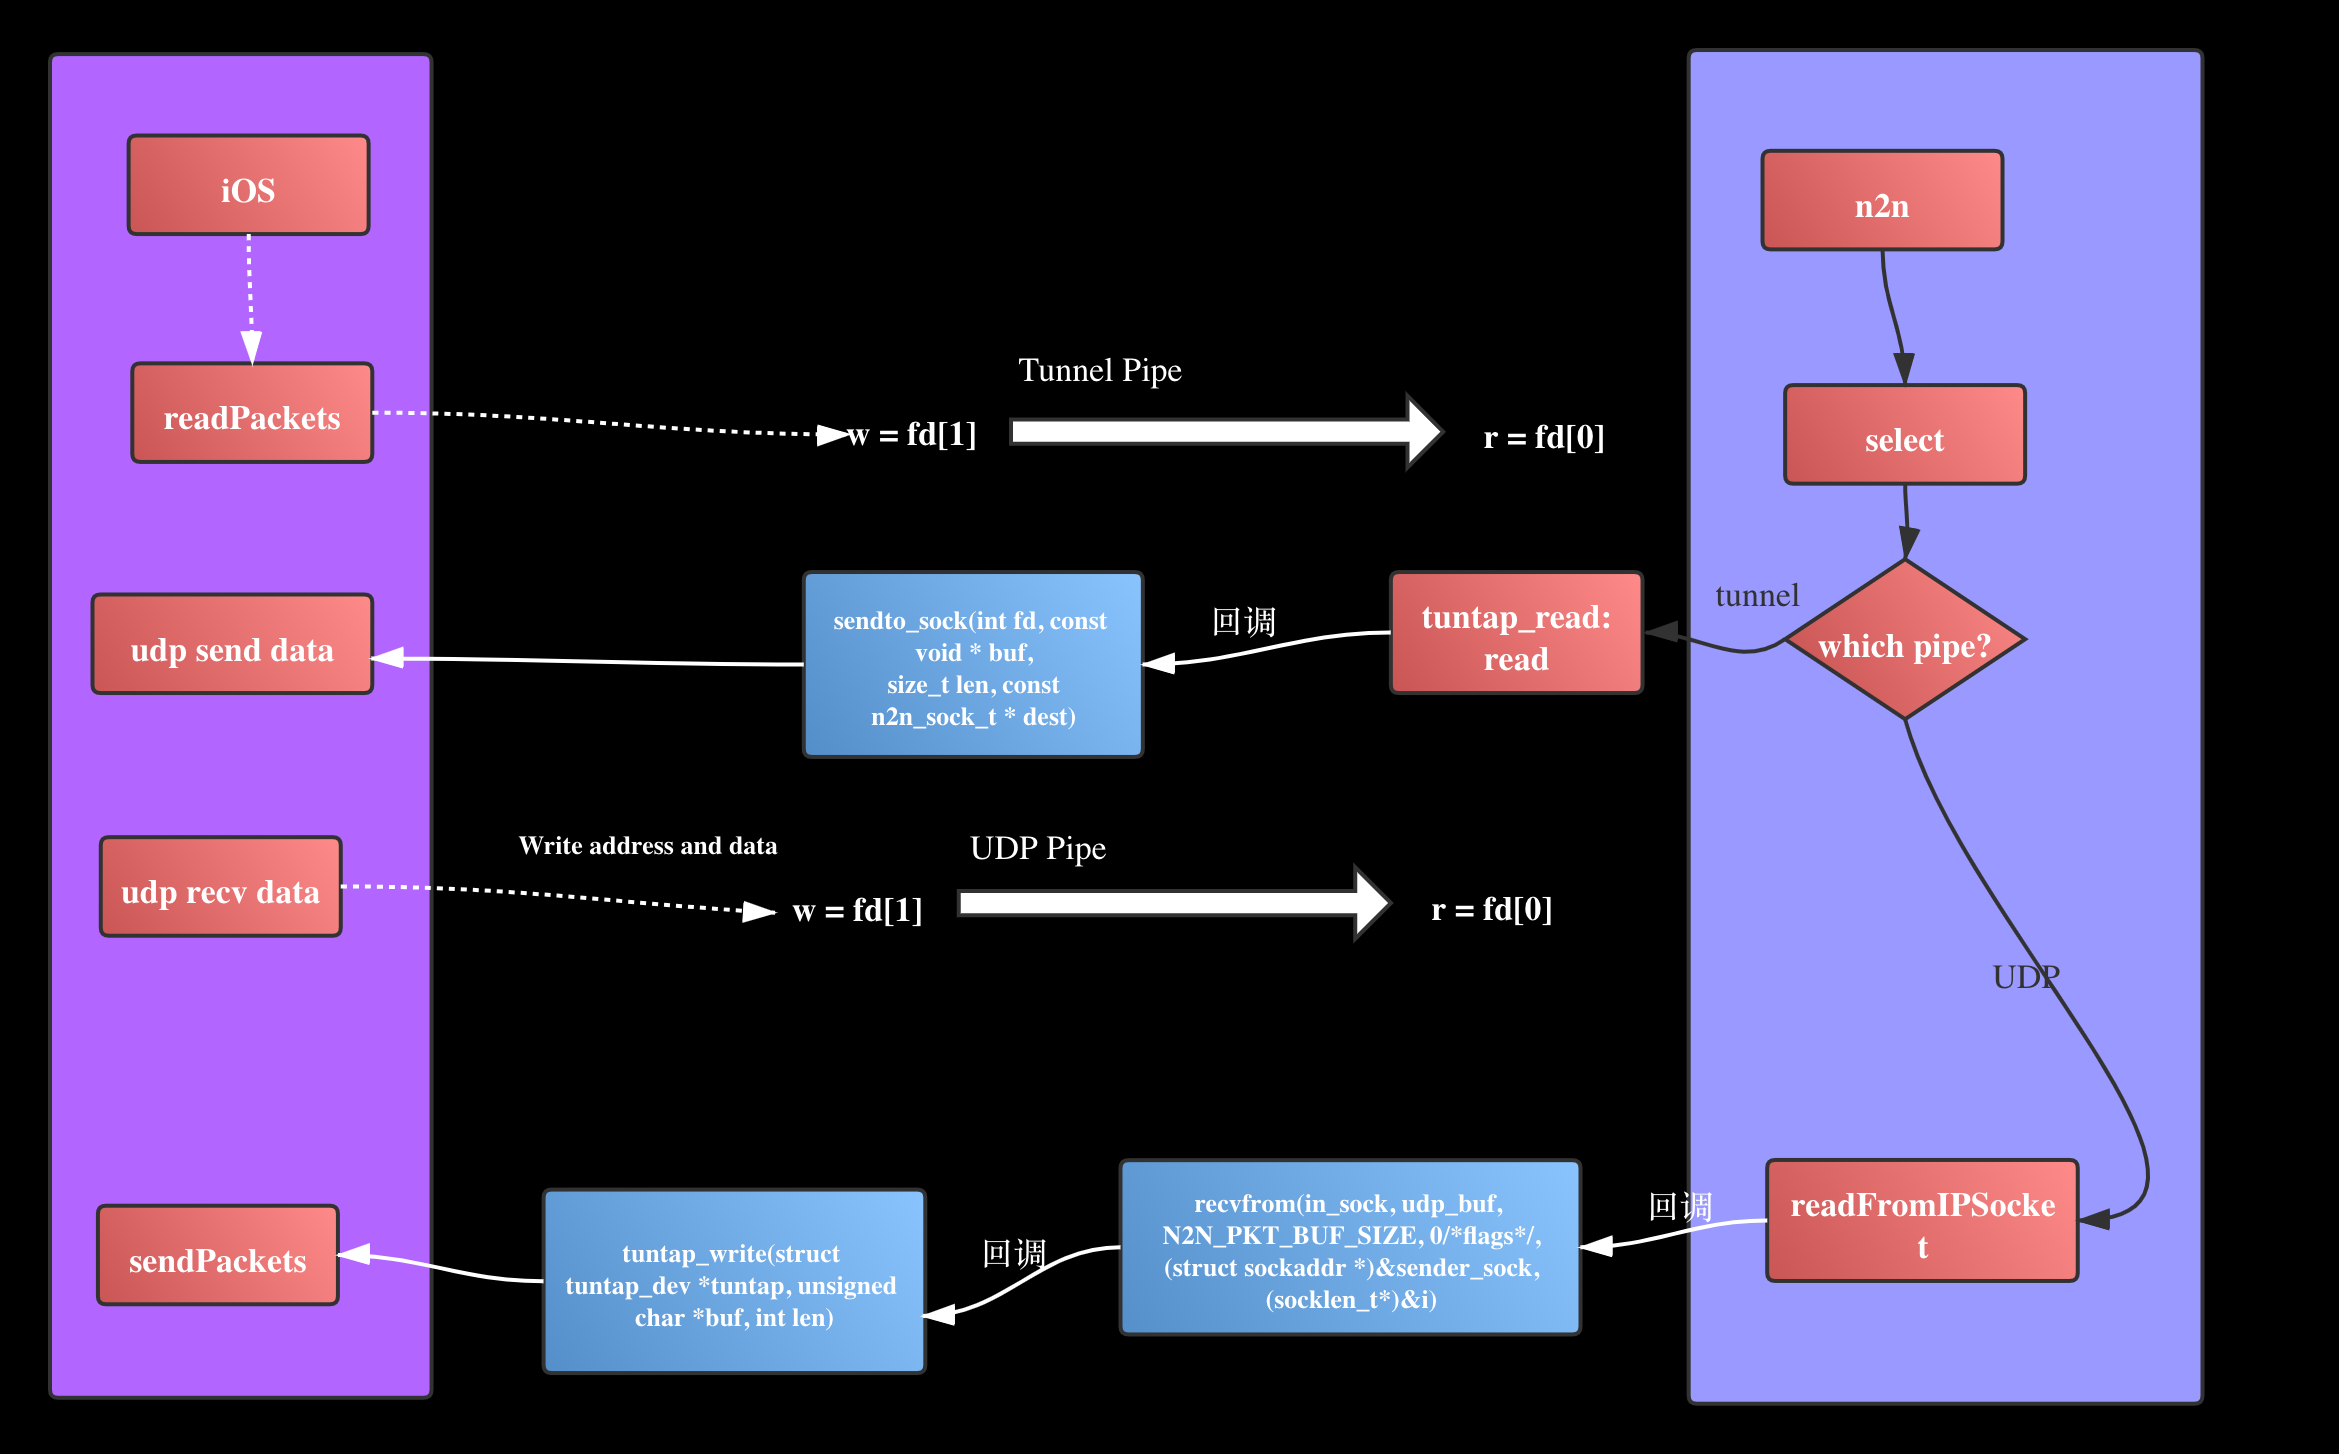 iOS
n2n
Tunnel Pipe
readPackets
w = fd[1]
r = fd[0]
select
tunnel
which pipe?
udp send data
sendto_sock(int fd, const
void * buf,
size_t len, const
n2n_sock_t * dest)
回调
tuntap_read:
read
Write address and data
UDP Pipe
udp recv data
w = fd[1]
r = fd[0]
UDP
sendPackets
tuntap_write(struct
tuntap_dev *tuntap, unsigned
char *buf, int len)
回调
recvfrom(in_sock, udp_buf,
N2N_PKT_BUF_SIZE, 0/*flags*/,
(struct sockaddr *)&sender_sock,
(socklen_t*)&i)
回调
readFromIPSocke
t